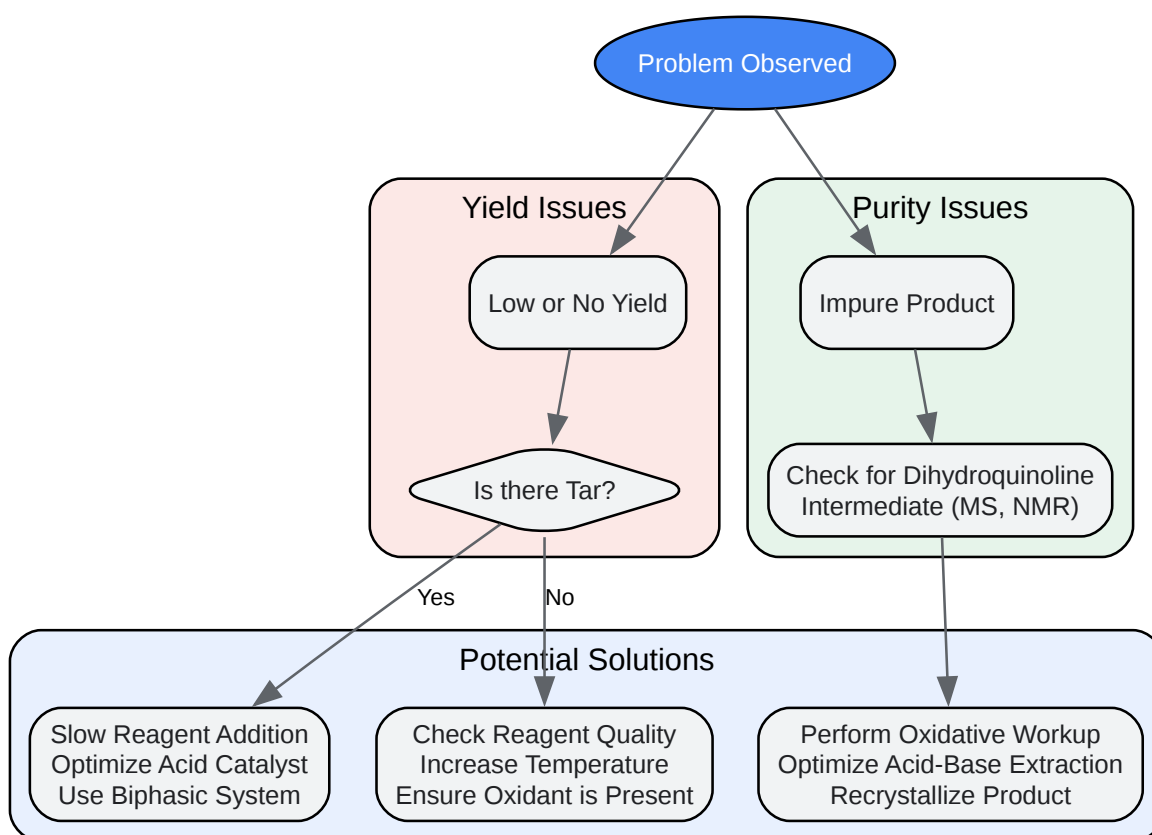 Problem Observed
Yield Issues
Purity Issues
Low or No Yield
Impure Product
Is there Tar?
Check for Dihydroquinoline
Intermediate (MS, NMR)
Yes
No
Potential Solutions
Slow Reagent Addition
Optimize Acid Catalyst
Use Biphasic System
Check Reagent Quality
Increase Temperature
Ensure Oxidant is Present
Perform Oxidative Workup
Optimize Acid-Base Extraction
Recrystallize Product